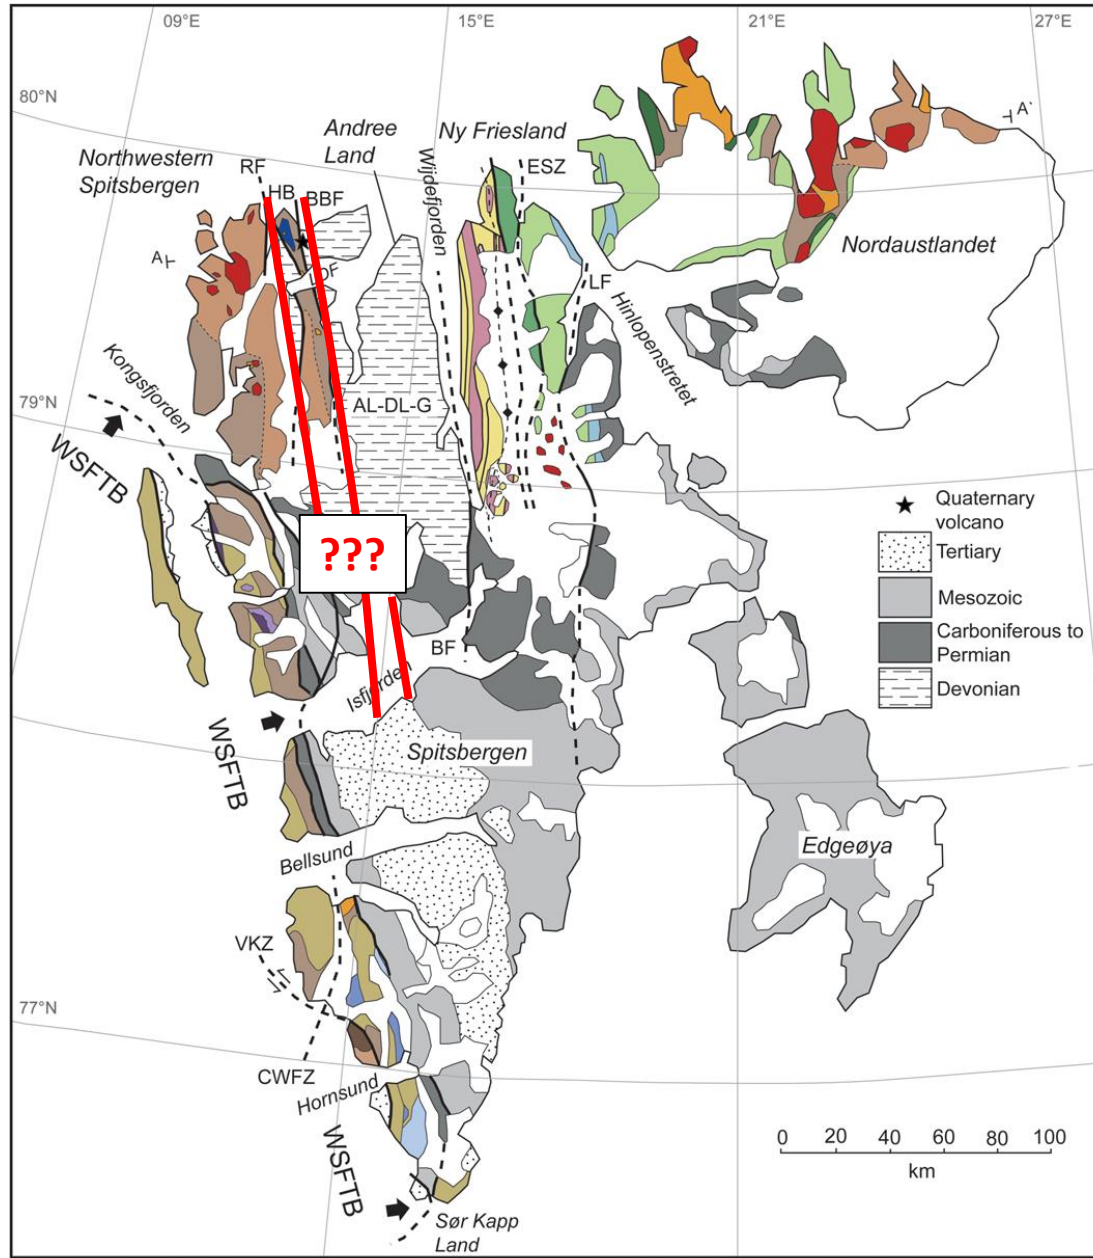 09°E
15°E
21°E
27°E
80°N
Andree
Land
Ny Friesland
A`
Northwestern
Spitsbergen
RF
HB
BBF
Wijdefjorden
ESZ
A
Nordaustlandet
LF
Hinlopenstretet
79°N
Kongsfjorden
AL-DL-G
WSFTB
???
Quaternary
volcano
Tertiary
Mesozoic
Carboniferous to
Permian
Devonian
BF
Isfjorden
WSFTB
Spitsbergen
Edgeøya
Bellsund
VKZ
77°N
CWFZ
Hornsund
WSFTB
0 20 40 60 80 100
km
Sør Kapp
Land